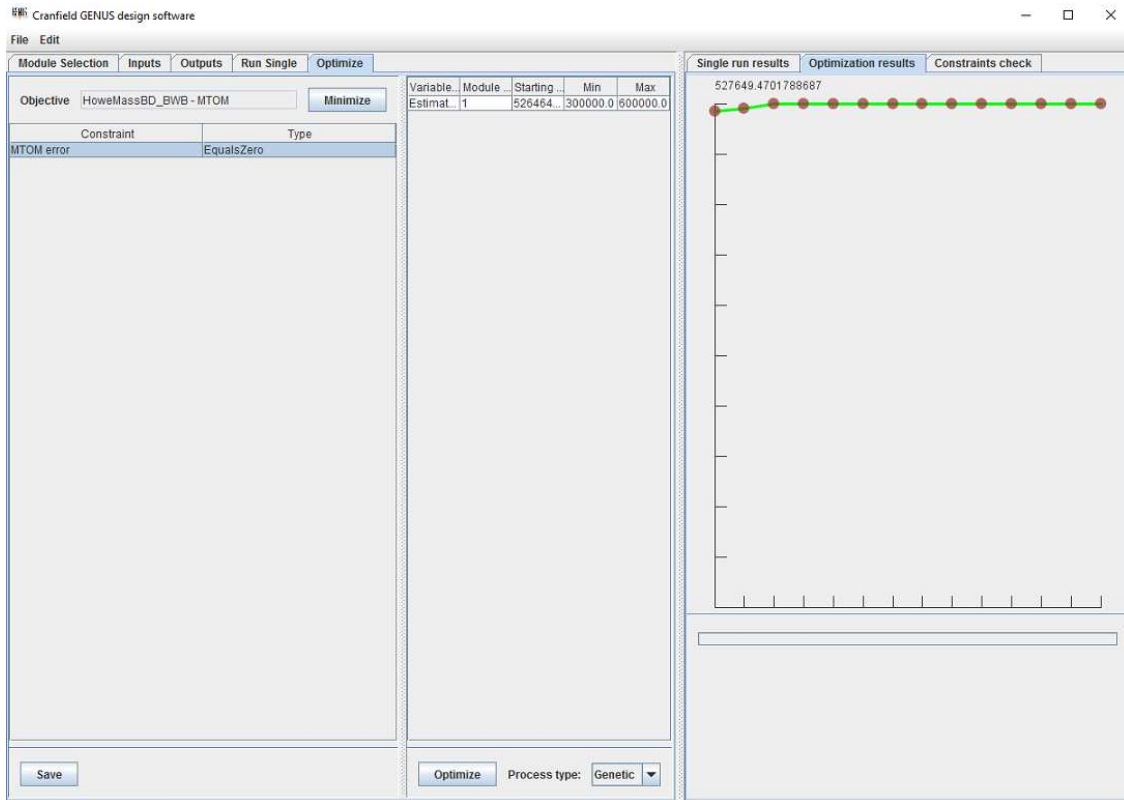 Cranfield GENUS design software
File Edit
Module Selection Inputs Outputs Run Single Optimize
Single run results Optimization results Constraints check
Objective HoweMassBD_BWB - MTOM Minimize
Constraint Type
MTOM error EqualsZero
Variable... Module ... Starting ... Min Max
Estimat... 1 526464... 300000.0 600000.0
527649.4701788687
Save
Optimize Process type: Genetic